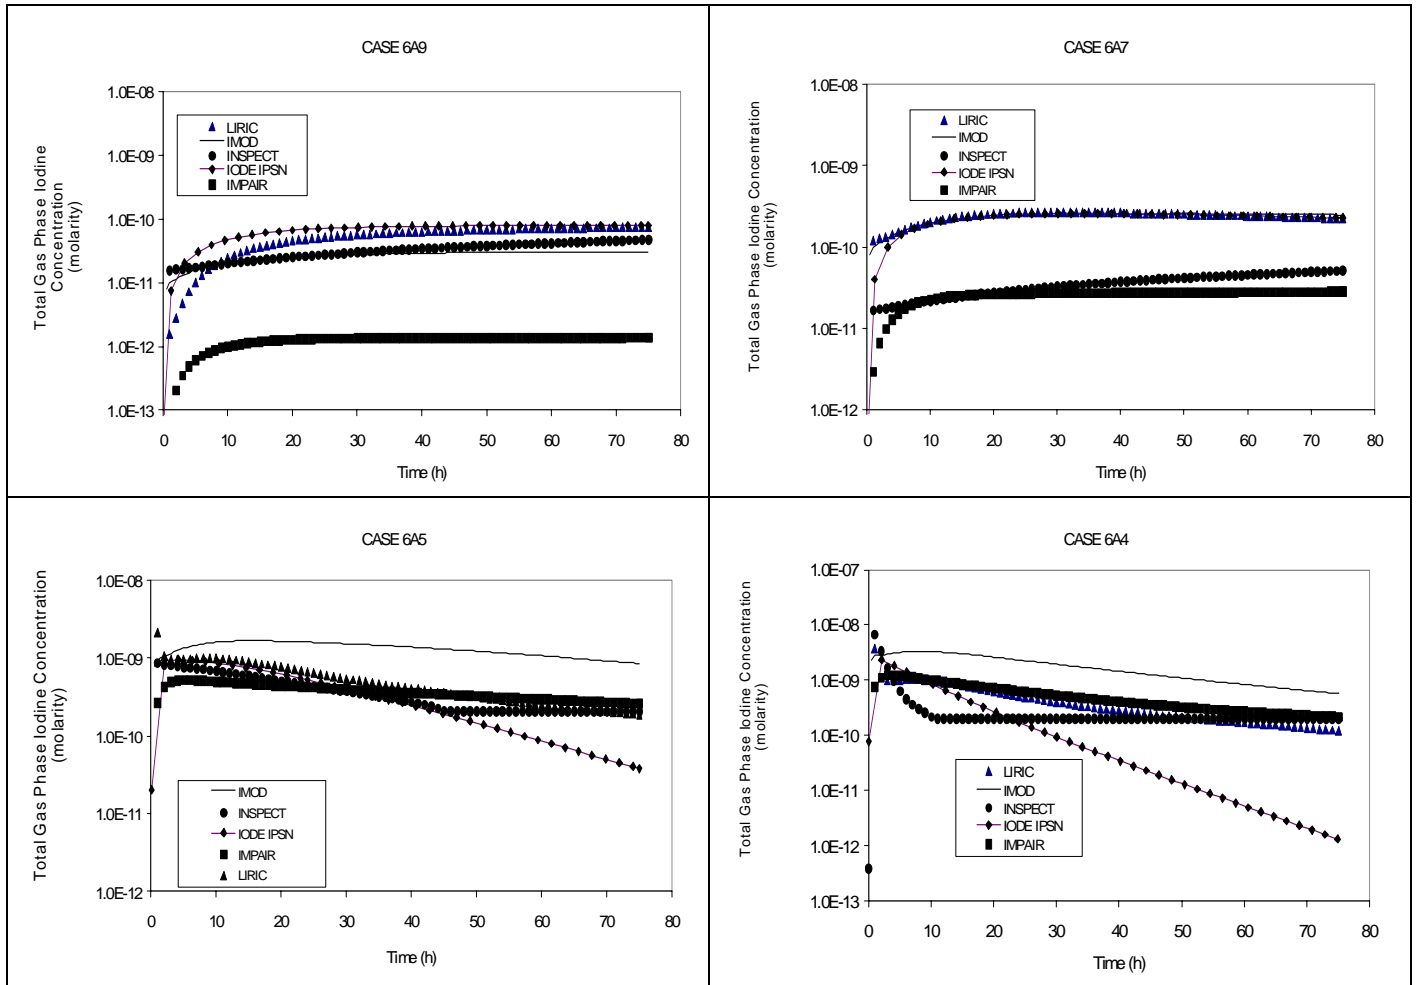 CASE 6A9
Total Gas Phase Iodine
Concentration
(molarity)
1.0E-08
1.0E-09
1.0E-10
1.0E-11
1.0E-12
1.0E-13
LIRIC
IMOD
INSPECT
IODE IPSN
IMPAIR
0 10 20 30 40 50 60 70 80
Time (h)
CASE 6A7
Total Gas Phase Iodine Concentration
(molarity)
1.0E-08
1.0E-09
1.0E-10
1.0E-11
1.0E-12
LIRIC
IMOD
INSPECT
IODE IPSN
IMPAIR
0 10 20 30 40 50 60 70 80
Time (h)
CASE 6A5
Total Gas Phase Iodine Concentration
(molarity)
1.0E-08
1.0E-09
1.0E-10
1.0E-11
1.0E-12
IMOD
INSPECT
IODE IPSN
IMPAIR
LIRIC
0 10 20 30 40 50 60 70 80
Time (h)
CASE 6A4
Total Gas Phase Iodine Concentration
(molarity)
1.0E-07
1.0E-08
1.0E-09
1.0E-10
1.0E-11
1.0E-12
1.0E-13
LIRIC
IMOD
INSPECT
IODE IPSN
IMPAIR
0 10 20 30 40 50 60 70 80
Time (h)